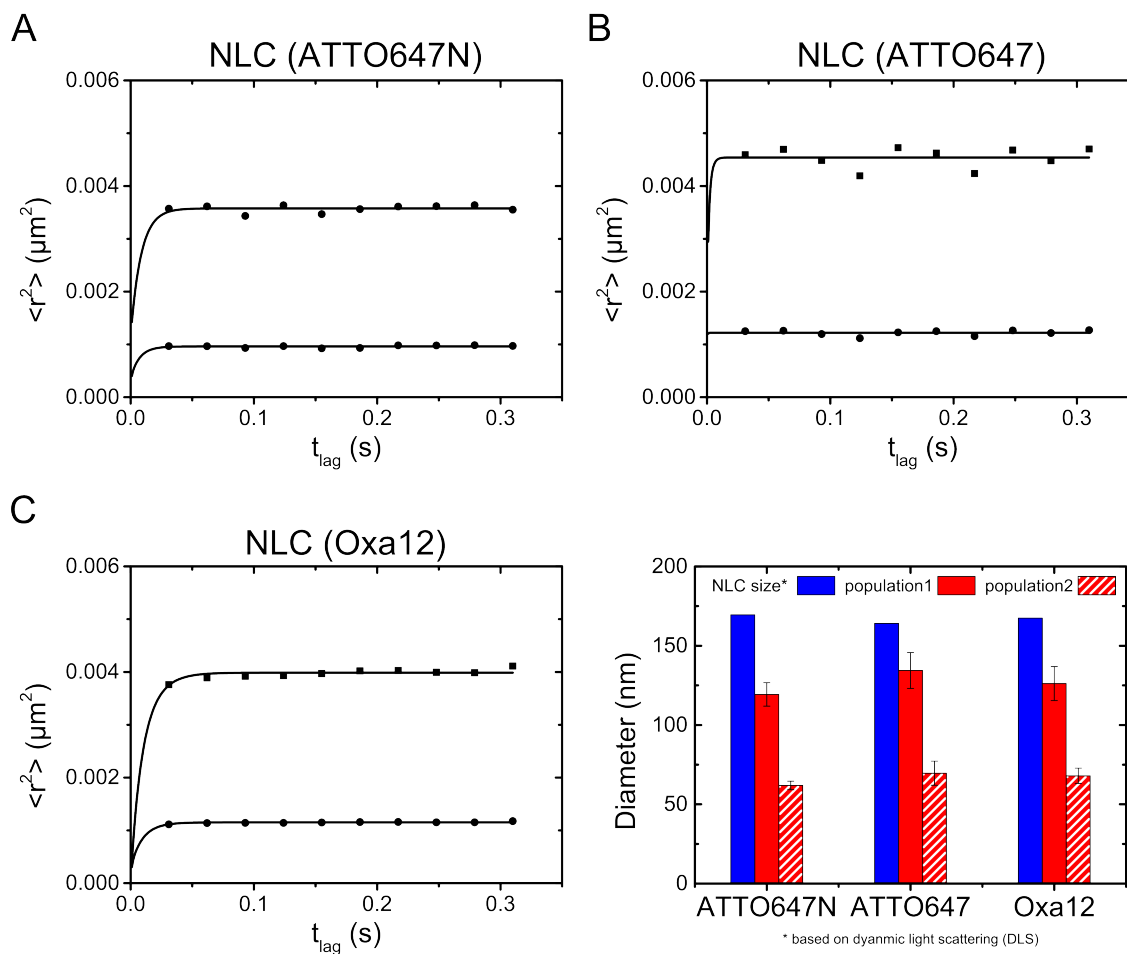 A
NLC (ATTO647N)
0.006
0.004
0.002
0.000
<r²> (µm²)
0.0 0.1 0.2 0.3
tlag (s)
B
NLC (ATTO647)
0.006
0.004
0.002
0.000
<r²> (µm²)
0.0 0.1 0.2 0.3
tlag (s)
C
NLC (Oxa12)
0.006
0.004
0.002
0.000
<r²> (µm²)
0.0 0.1 0.2 0.3
tlag (s)
NLC size* population1 population2
200
150
100
50
0
Diameter (nm)
ATTO647N ATTO647 Oxa12
* based on dyanmic light scattering (DLS)